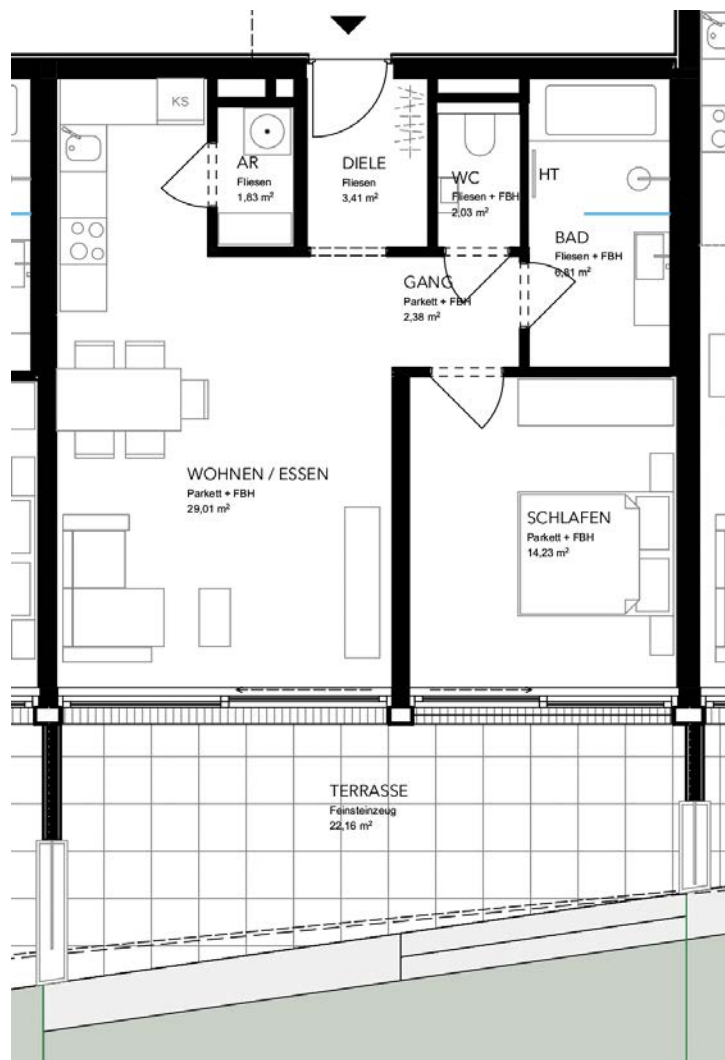 KS
AR
Fliesen
1,83 m²
DIELE
Fliesen
3,41 m²
WC
Fliesen + FBH
2,03 m²
HT
BAD
Fliesen + FBH
6,81 m²
GANG
Parkett + FBH
2,38 m²
WOHNEN / ESSEN
Parkett + FBH
29,01 m²
SCHLAFEN
Parkett + FBH
14,23 m²
TERRASSE
Feinsteinzeug
22,16 m²